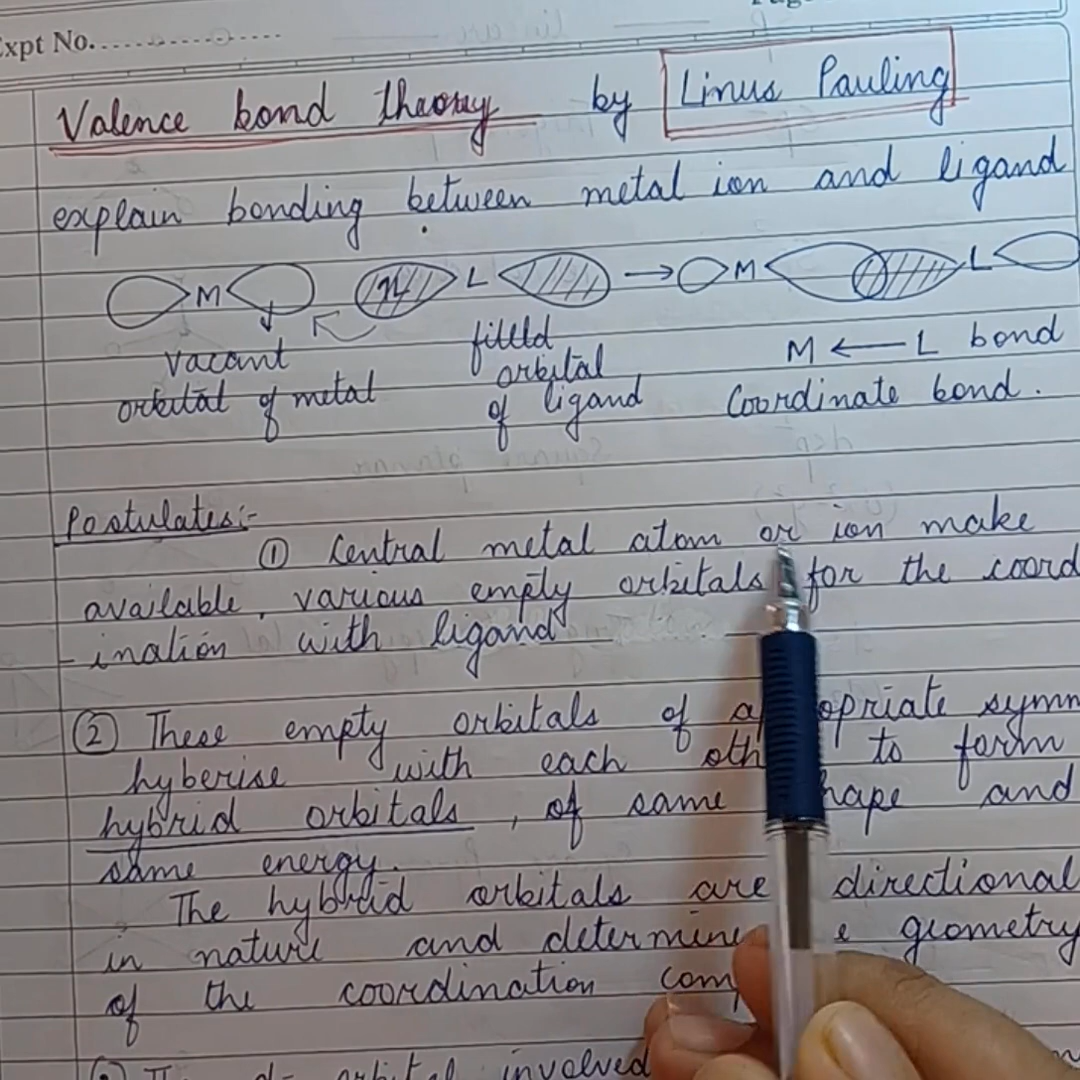 Expt No.
Valence bond theory by Linus Pauling
explain bonding between metal ion and ligand
M L → M L
vacant filled
orbital of metal orbital of ligand
M ← L bond
Coordinate bond.
Postulates:-
① Central metal atom or ion make
available, various empty orbitals for the coord
-ination with ligand
② These empty orbitals of symm
hyberise with each to form
hybrid orbitals, of same and
same energy.
The hybrid orbitals are directional
in nature and determine geometry
of the coordination
orbital involved